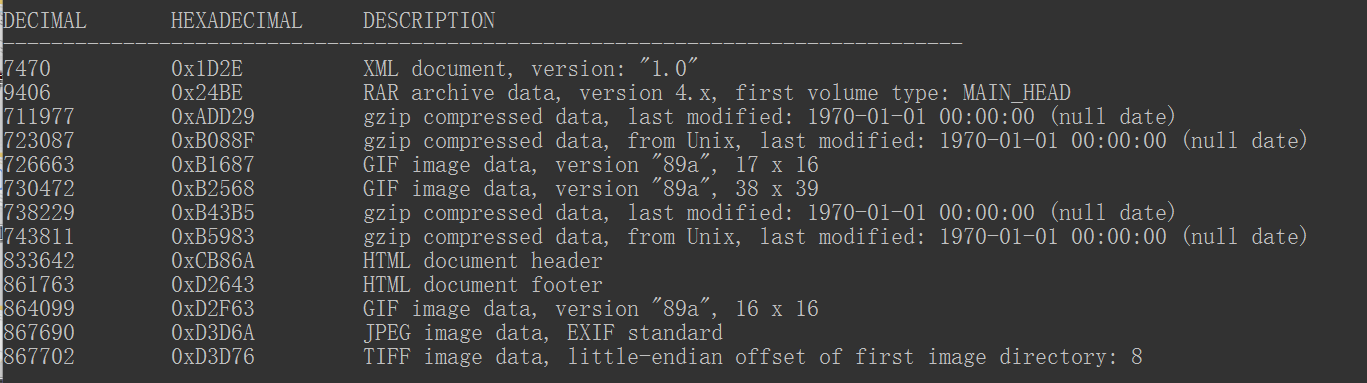 DECIMAL       HEXADECIMAL     DESCRIPTION
--------------------------------------------------------------------------------
7470          0x1D2E          XML document, version: "1.0"
9406          0x24BE          RAR archive data, version 4.x, first volume type: MAIN_HEAD
711977        0xADD29         gzip compressed data, last modified: 1970-01-01 00:00:00 (null date)
723087        0xB088F         gzip compressed data, from Unix, last modified: 1970-01-01 00:00:00 (null date)
726663        0xB1687         GIF image data, version "89a", 17 x 16
730472        0xB2568         GIF image data, version "89a", 38 x 39
738229        0xB43B5         gzip compressed data, last modified: 1970-01-01 00:00:00 (null date)
743811        0xB5983         gzip compressed data, from Unix, last modified: 1970-01-01 00:00:00 (null date)
833642        0xCB86A         HTML document header
861763        0xD2643         HTML document footer
864099        0xD2F63         GIF image data, version "89a", 16 x 16
867690        0xD3D6A         JPEG image data, EXIF standard
867702        0xD3D76         TIFF image data, little-endian offset of first image directory: 8